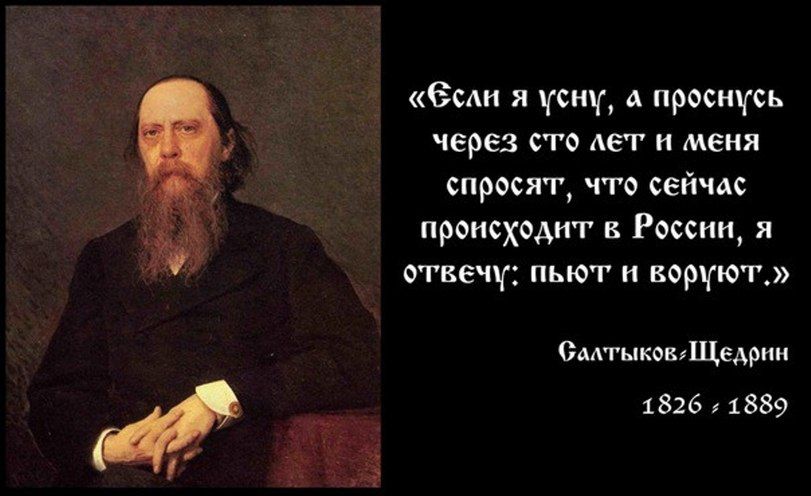 «Если я усну, а проснусь
через сто лет и меня
спросят, что сейчас
происходит в России, я
отвечу: пьют и воруют.»
Салтыков-Щедрин
1826 - 1889